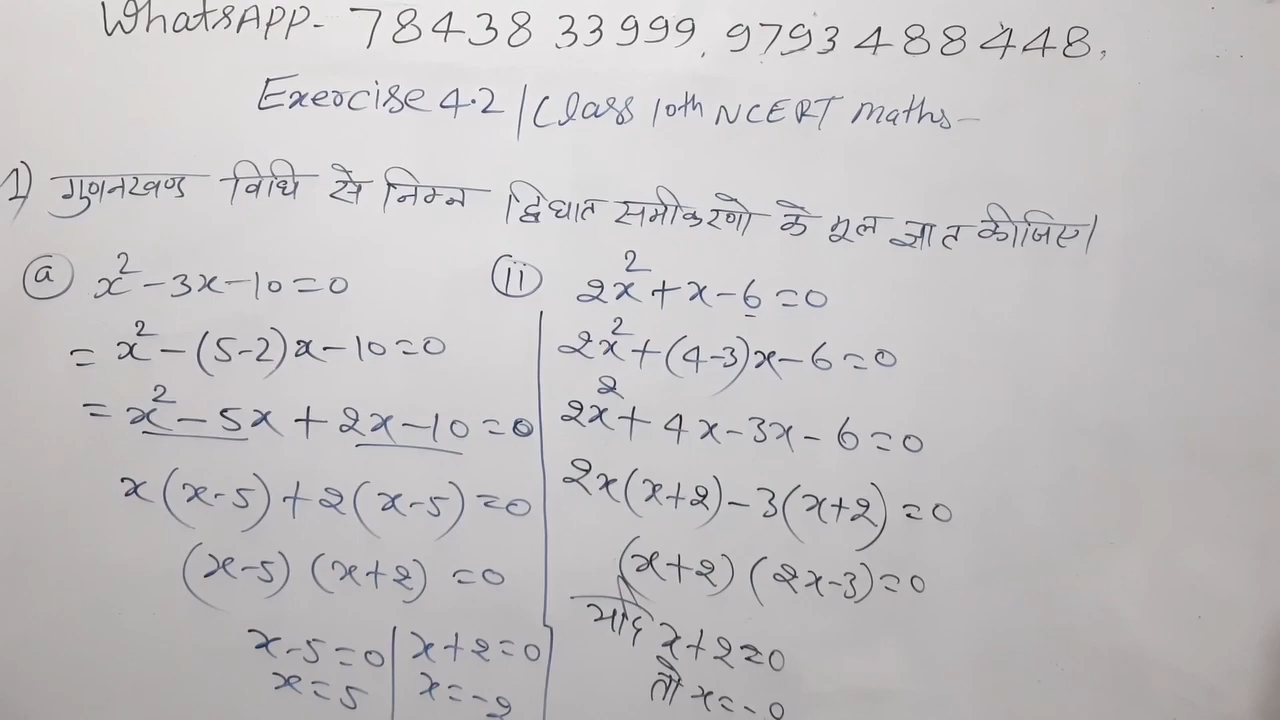 WhatsAPP- 7843833999, 9793488448,
Exercise 4.2 / Class 10th NCERT maths-
1) गुणनखण्ड विधि से निम्न द्विघात समीकरणो के मूल ज्ञात कीजिए।
(a) x² - 3x - 10 = 0
= x² - (5-2)x - 10 = 0
= x² - 5x + 2x - 10 = 0
x(x-5) + 2(x-5) = 0
(x-5) (x+2) = 0
x-5=0 | x+2=0
x=5 | x=-2
(ii) 2x² + x - 6 = 0
2x² + (4-3)x - 6 = 0
2x² + 4x - 3x - 6 = 0
2x(x+2) - 3(x+2) = 0
(x+2) (2x-3) = 0
यदि x+2=0
तो x=-